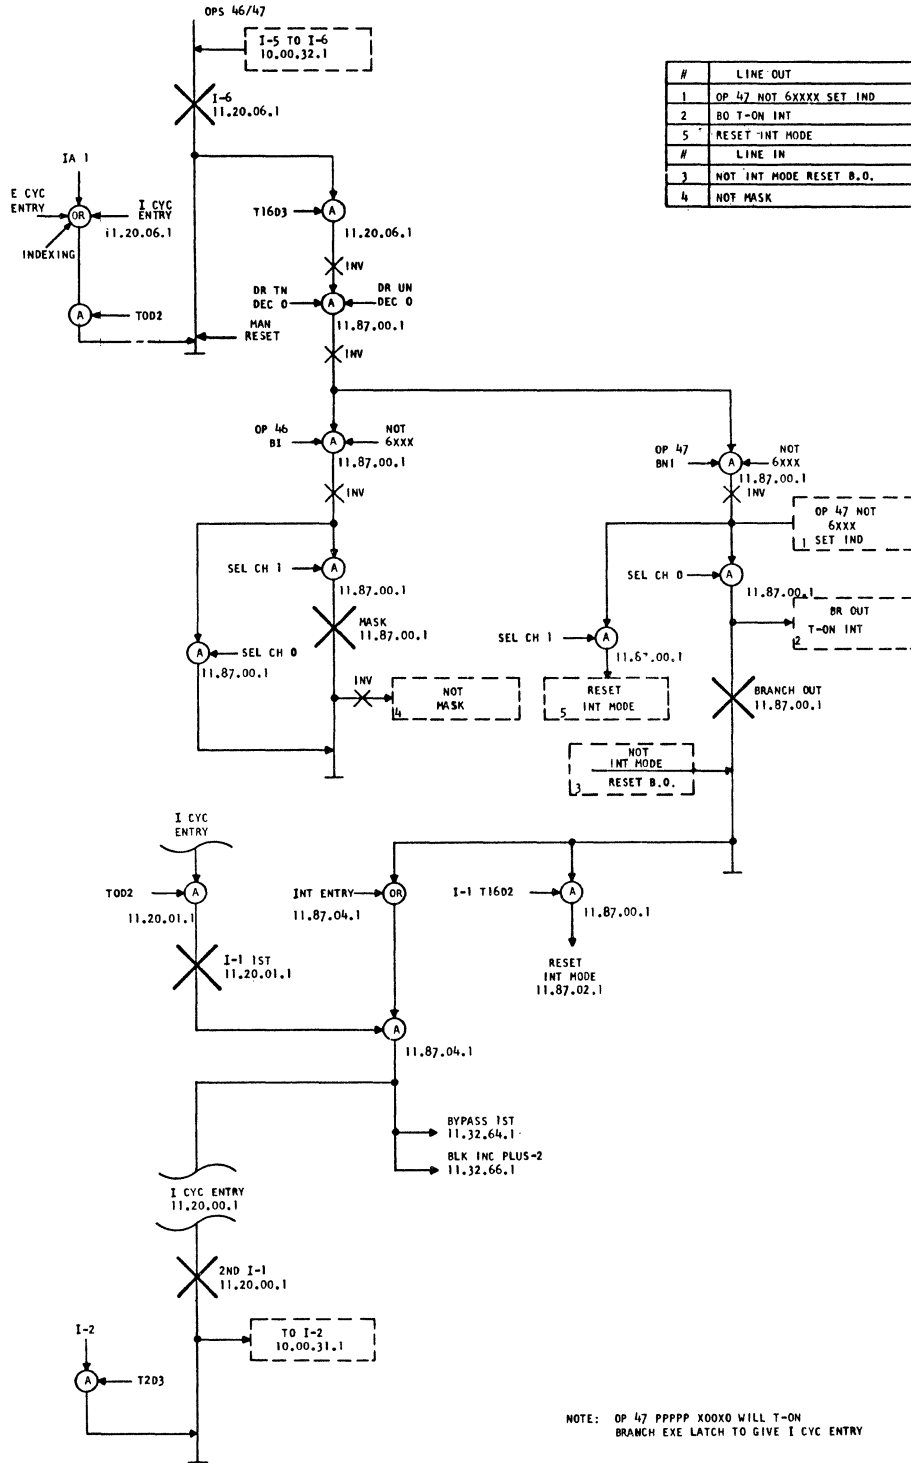 OPS 46/47
I-5 TO I-6
10.00.32.1
I-6
11.20.06.1
# LINE OUT
1 OP 47 NOT 6XXXX SET IND
2 BO T-ON INT
5 RESET INT MODE
# LINE IN
3 NOT INT MODE RESET B.O.
4 NOT MASK
IA 1
E CYC
ENTRY
OR
I CYC
ENTRY
11.20.06.1
INDEXING
T16D3
A
11.20.06.1
INV
DR TN
DEC 0
A
DR UN
DEC 0
11.87.00.1
A
TOD2
MAN
RESET
INV
OP 46
BI
A
NOT
6XXX
11.87.00.1
INV
OP 47
BNI
A
NOT
6XXX
11.87.00.1
INV
OP 47 NOT
6XXX
1 SET IND
SEL CH 1
A
11.87.00.1
SEL CH 0
A
11.87.00.1
MASK
11.87.00.1
BR OUT
T-ON INT
2
A
SEL CH 0
11.87.00.1
SEL CH 1
A
11.87.00.1
INV
NOT
MASK
4
RESET
INT MODE
5
BRANCH OUT
11.87.00.1
NOT
INT MODE
RESET B.O.
3
I CYC
ENTRY
TOD2
A
11.20.01.1
INT ENTRY
OR
11.87.04.1
I-1 T16D2
A
11.87.00.1
I-1 1ST
11.20.01.1
RESET
INT MODE
11.87.02.1
A
11.87.04.1
BYPASS 1ST
11.32.64.1
BLK INC PLUS-2
11.32.66.1
I CYC ENTRY
11.20.00.1
2ND I-1
11.20.00.1
TO I-2
10.00.31.1
I-2
A
T2D3
NOTE: OP 47 PPPPP X00X0 WILL T-ON
BRANCH EXE LATCH TO GIVE I CYC ENTRY